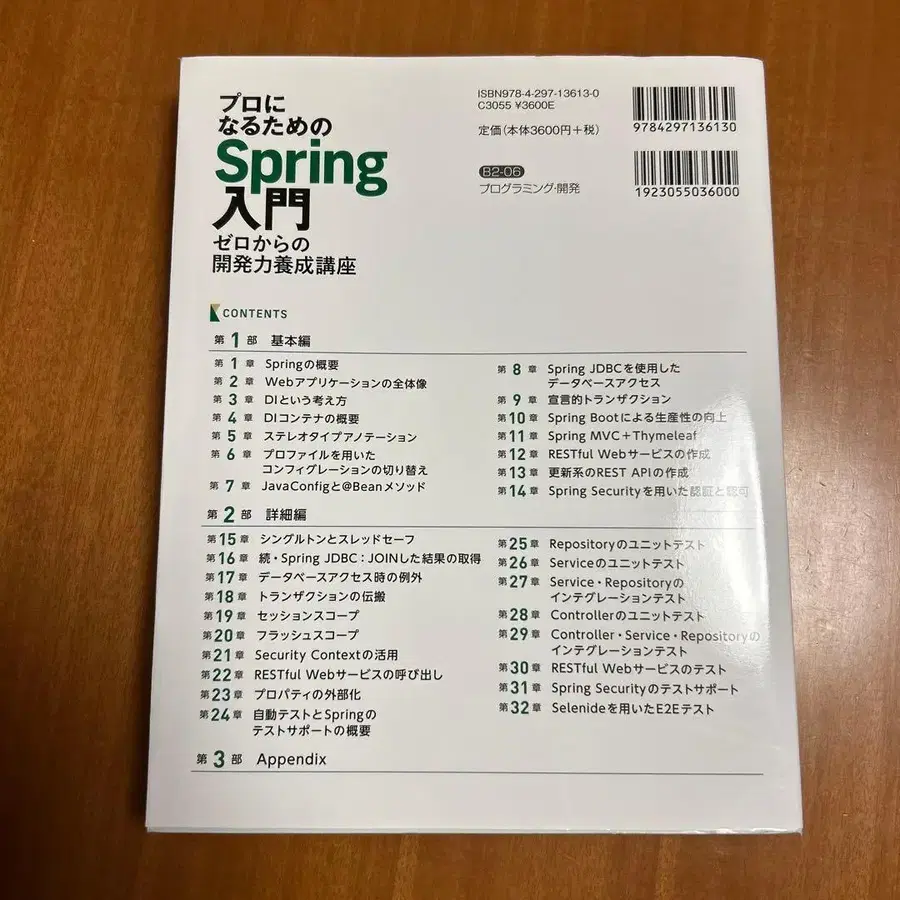 プロに
なるための
Spring
入門
ゼロからの
開発力養成講座
ISBN978-4-297-13613-0
C3055 ¥3600E
定価(本体3600円+税)
B2-06
プログラミング・開発
9784297136130
1923055036000
CONTENTS
第1部 基本編
第1章 Springの概要
第2章 Webアプリケーションの全体像
第3章 DIという考え方
第4章 DIコンテナの概要
第5章 ステレオタイプアノテーション
第6章 プロファイルを用いた
コンフィグレーションの切り替え
第7章 JavaConfigと@Beanメソッド
第8章 Spring JDBCを使用した
データベースアクセス
第9章 宣言的トランザクション
第10章 Spring Bootによる生産性の向上
第11章 Spring MVC+Thymeleaf
第12章 RESTful Webサービスの作成
第13章 更新系のREST APIの作成
第14章 Spring Securityを用いた認証と認可
第2部 詳細編
第15章 シングルトンとスレッドセーフ
第16章 続・Spring JDBC:JOINした結果の取得
第17章 データベースアクセス時の例外
第18章 トランザクションの伝搬
第19章 セッションスコープ
第20章 フラッシュスコープ
第21章 Security Contextの活用
第22章 RESTful Webサービスの呼び出し
第23章 プロパティの外部化
第24章 自動テストとSpringの
テストサポートの概要
第25章 Repositoryのユニットテスト
第26章 Serviceのユニットテスト
第27章 Service・Repositoryの
インテグレーションテスト
第28章 Controllerのユニットテスト
第29章 Controller・Service・Repositoryの
インテグレーションテスト
第30章 RESTful Webサービスのテスト
第31章 Spring Securityのテストサポート
第32章 Selenideを用いたE2Eテスト
第3部 Appendix